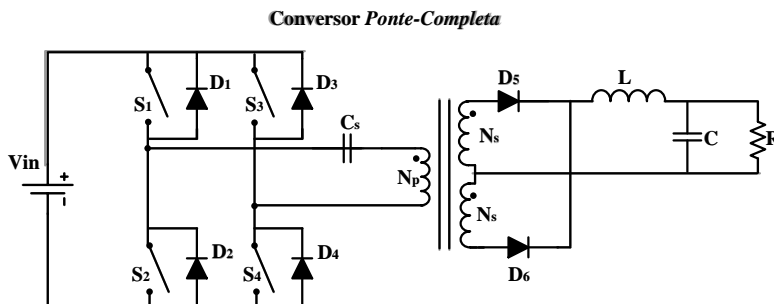 Conversor Ponte-Completa
D1
D3
D5
L
S1
S3
Cs
Ns
C
R
Vin
+
Np
Ns
D2
D4
S2
S4
D6